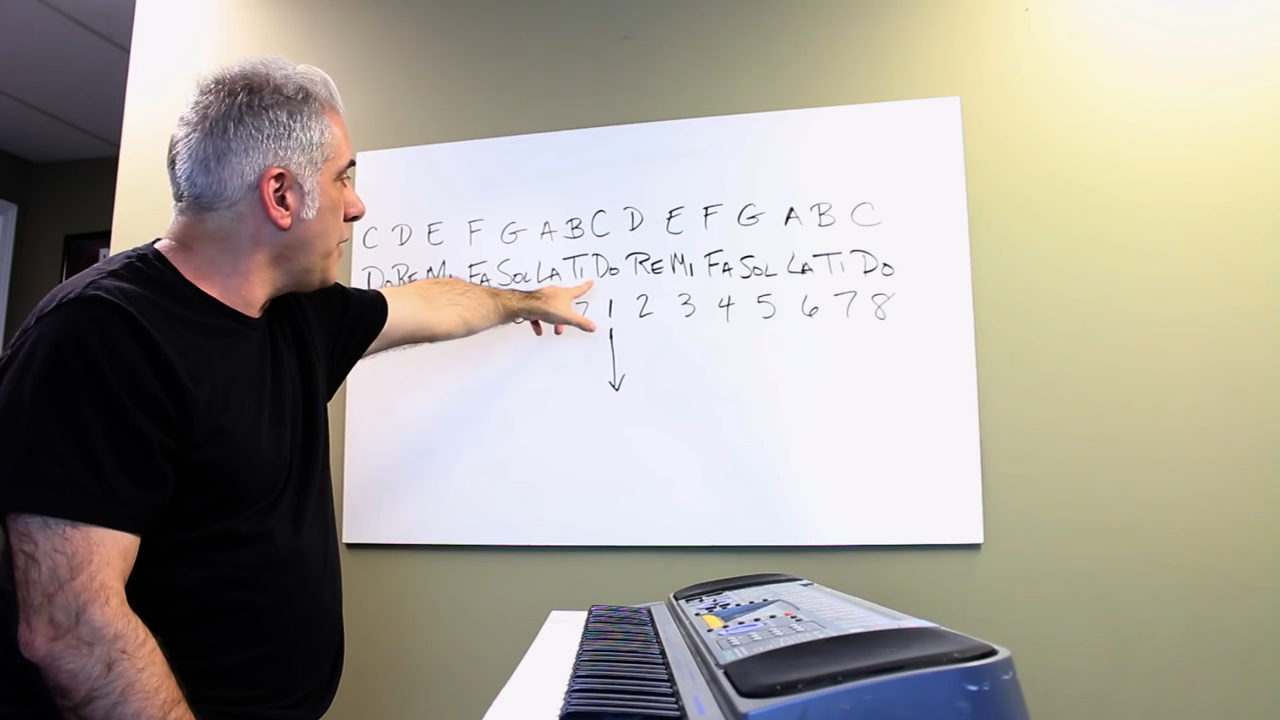 C D E F G A B C D E F G A B C
Do Re Mi Fa Sol La Ti Do Re Mi Fa Sol La Ti Do
7 1 2 3 4 5 6 7 8